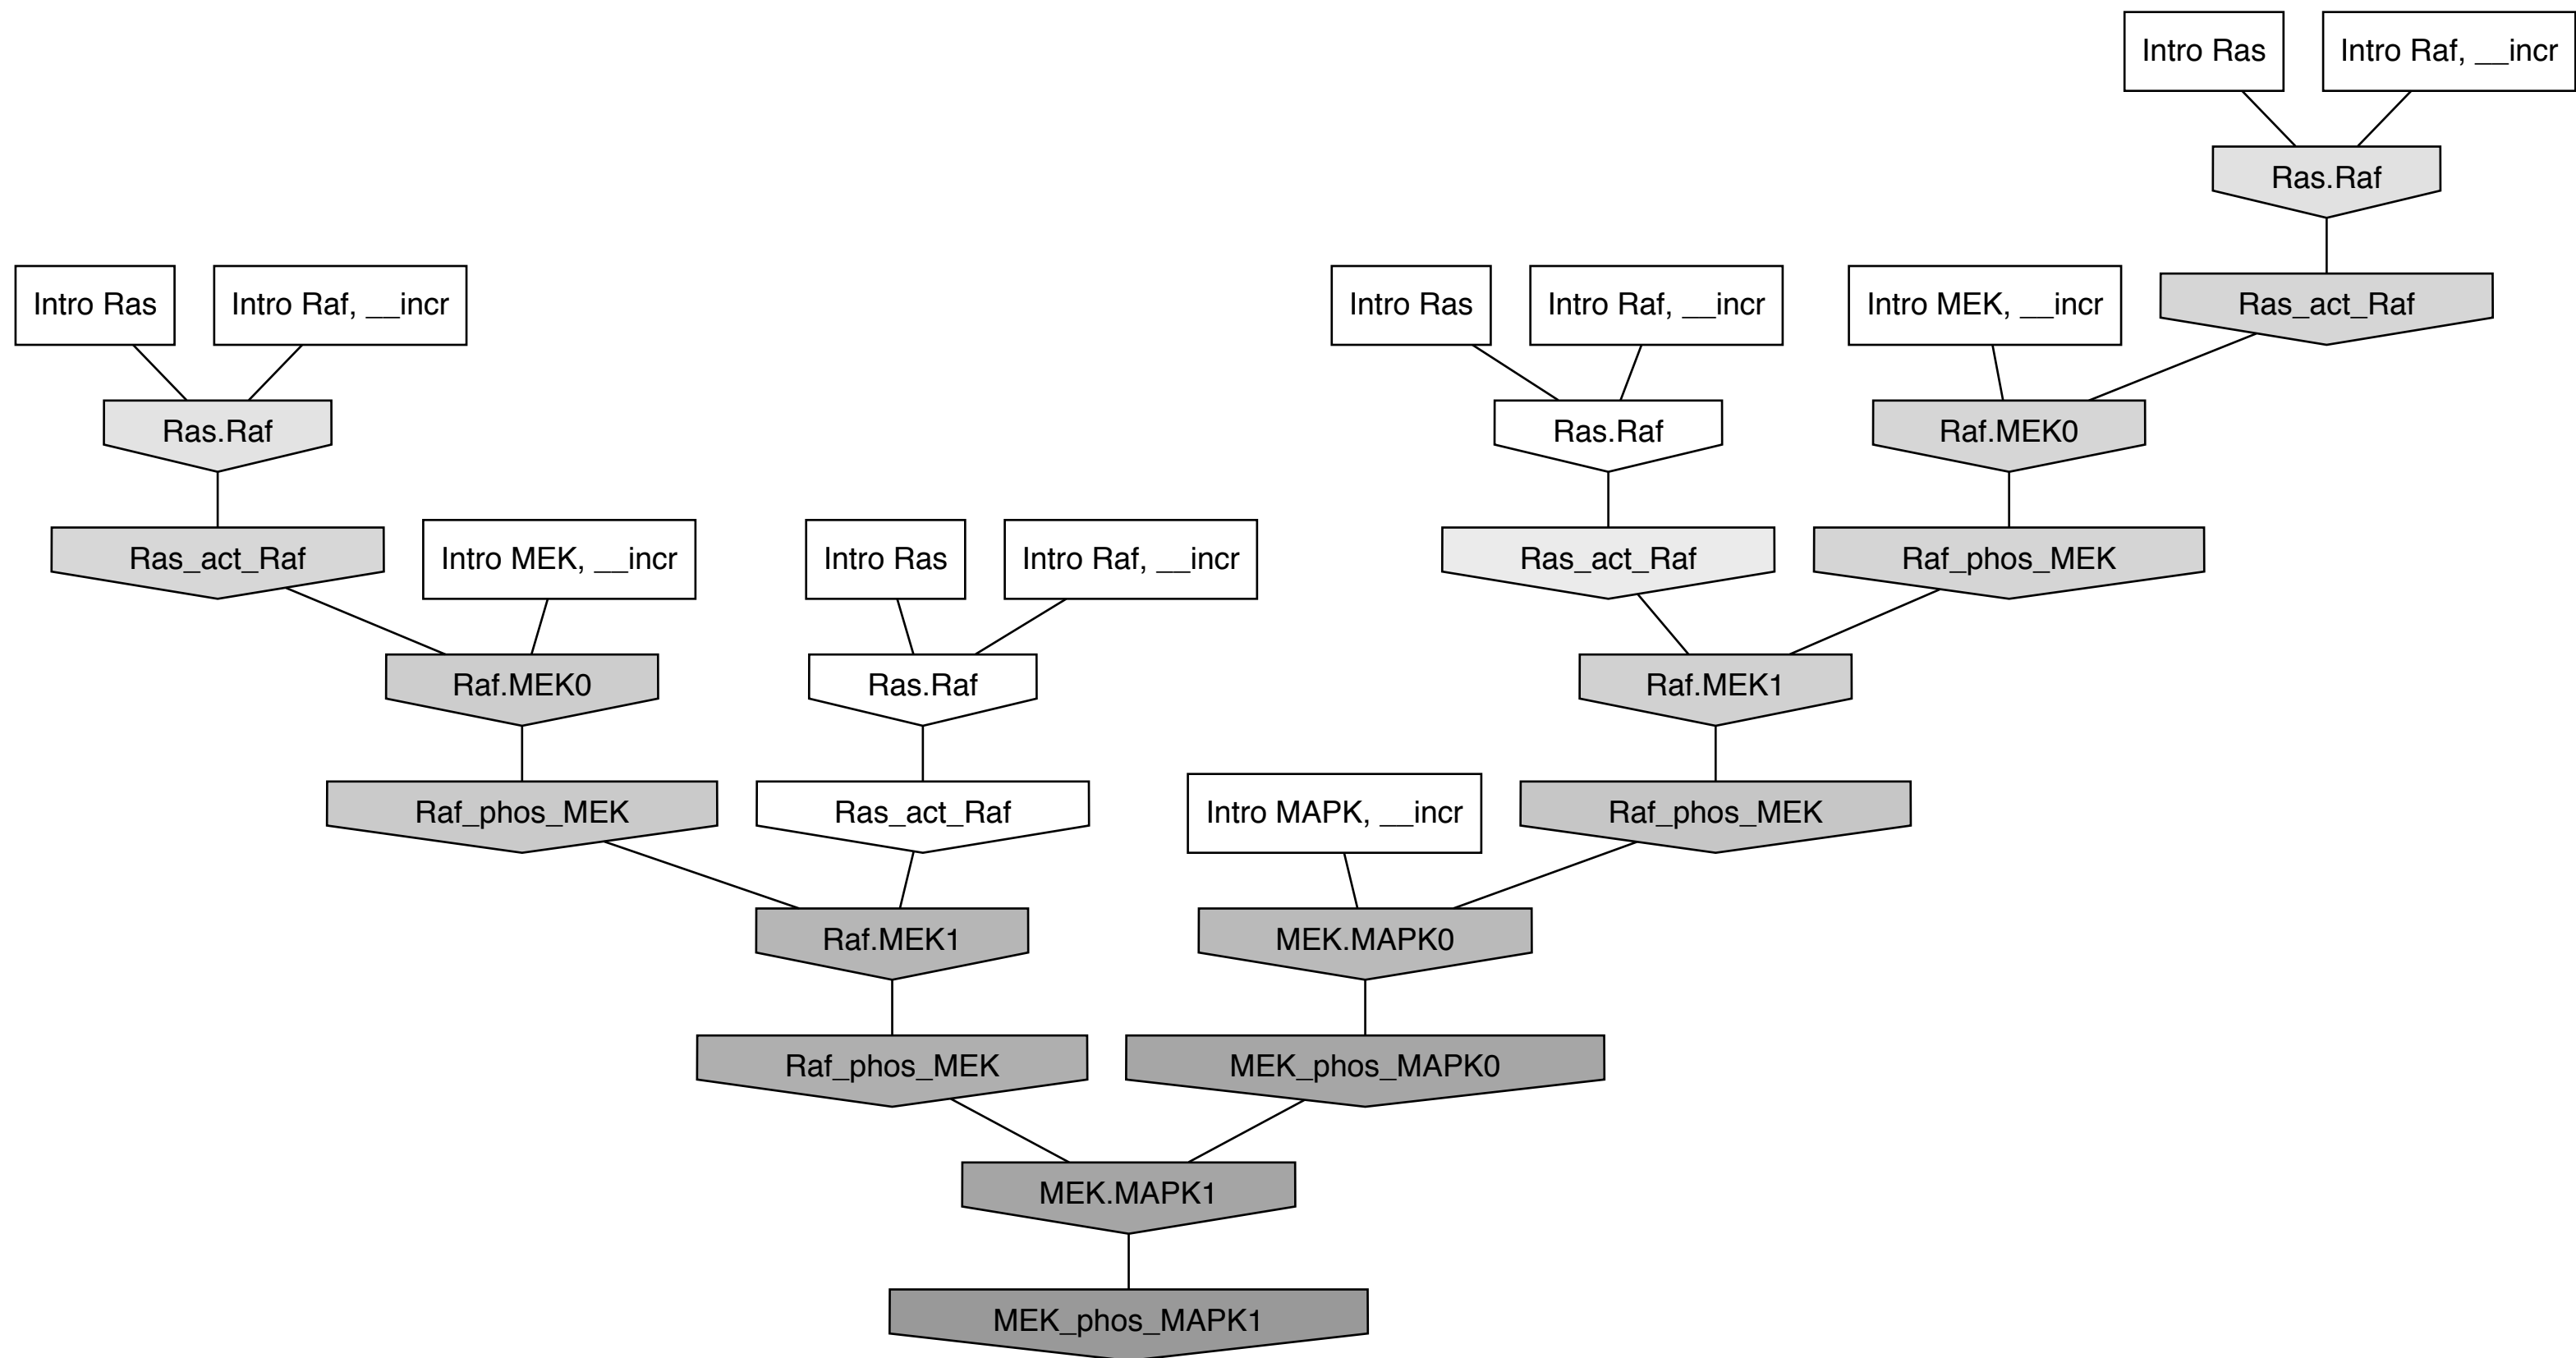 Intro Ras
Intro Raf, __incr
Ras.Raf
Intro Ras
Intro Raf, __incr
Intro Ras
Intro Raf, __incr
Intro MEK, __incr
Ras_act_Raf
Ras.Raf
Ras.Raf
Raf.MEK0
Ras_act_Raf
Intro MEK, __incr
Intro Ras
Intro Raf, __incr
Ras_act_Raf
Raf_phos_MEK
Raf.MEK0
Ras.Raf
Raf.MEK1
Raf_phos_MEK
Ras_act_Raf
Intro MAPK, __incr
Raf_phos_MEK
Raf.MEK1
MEK.MAPK0
Raf_phos_MEK
MEK_phos_MAPK0
MEK.MAPK1
MEK_phos_MAPK1